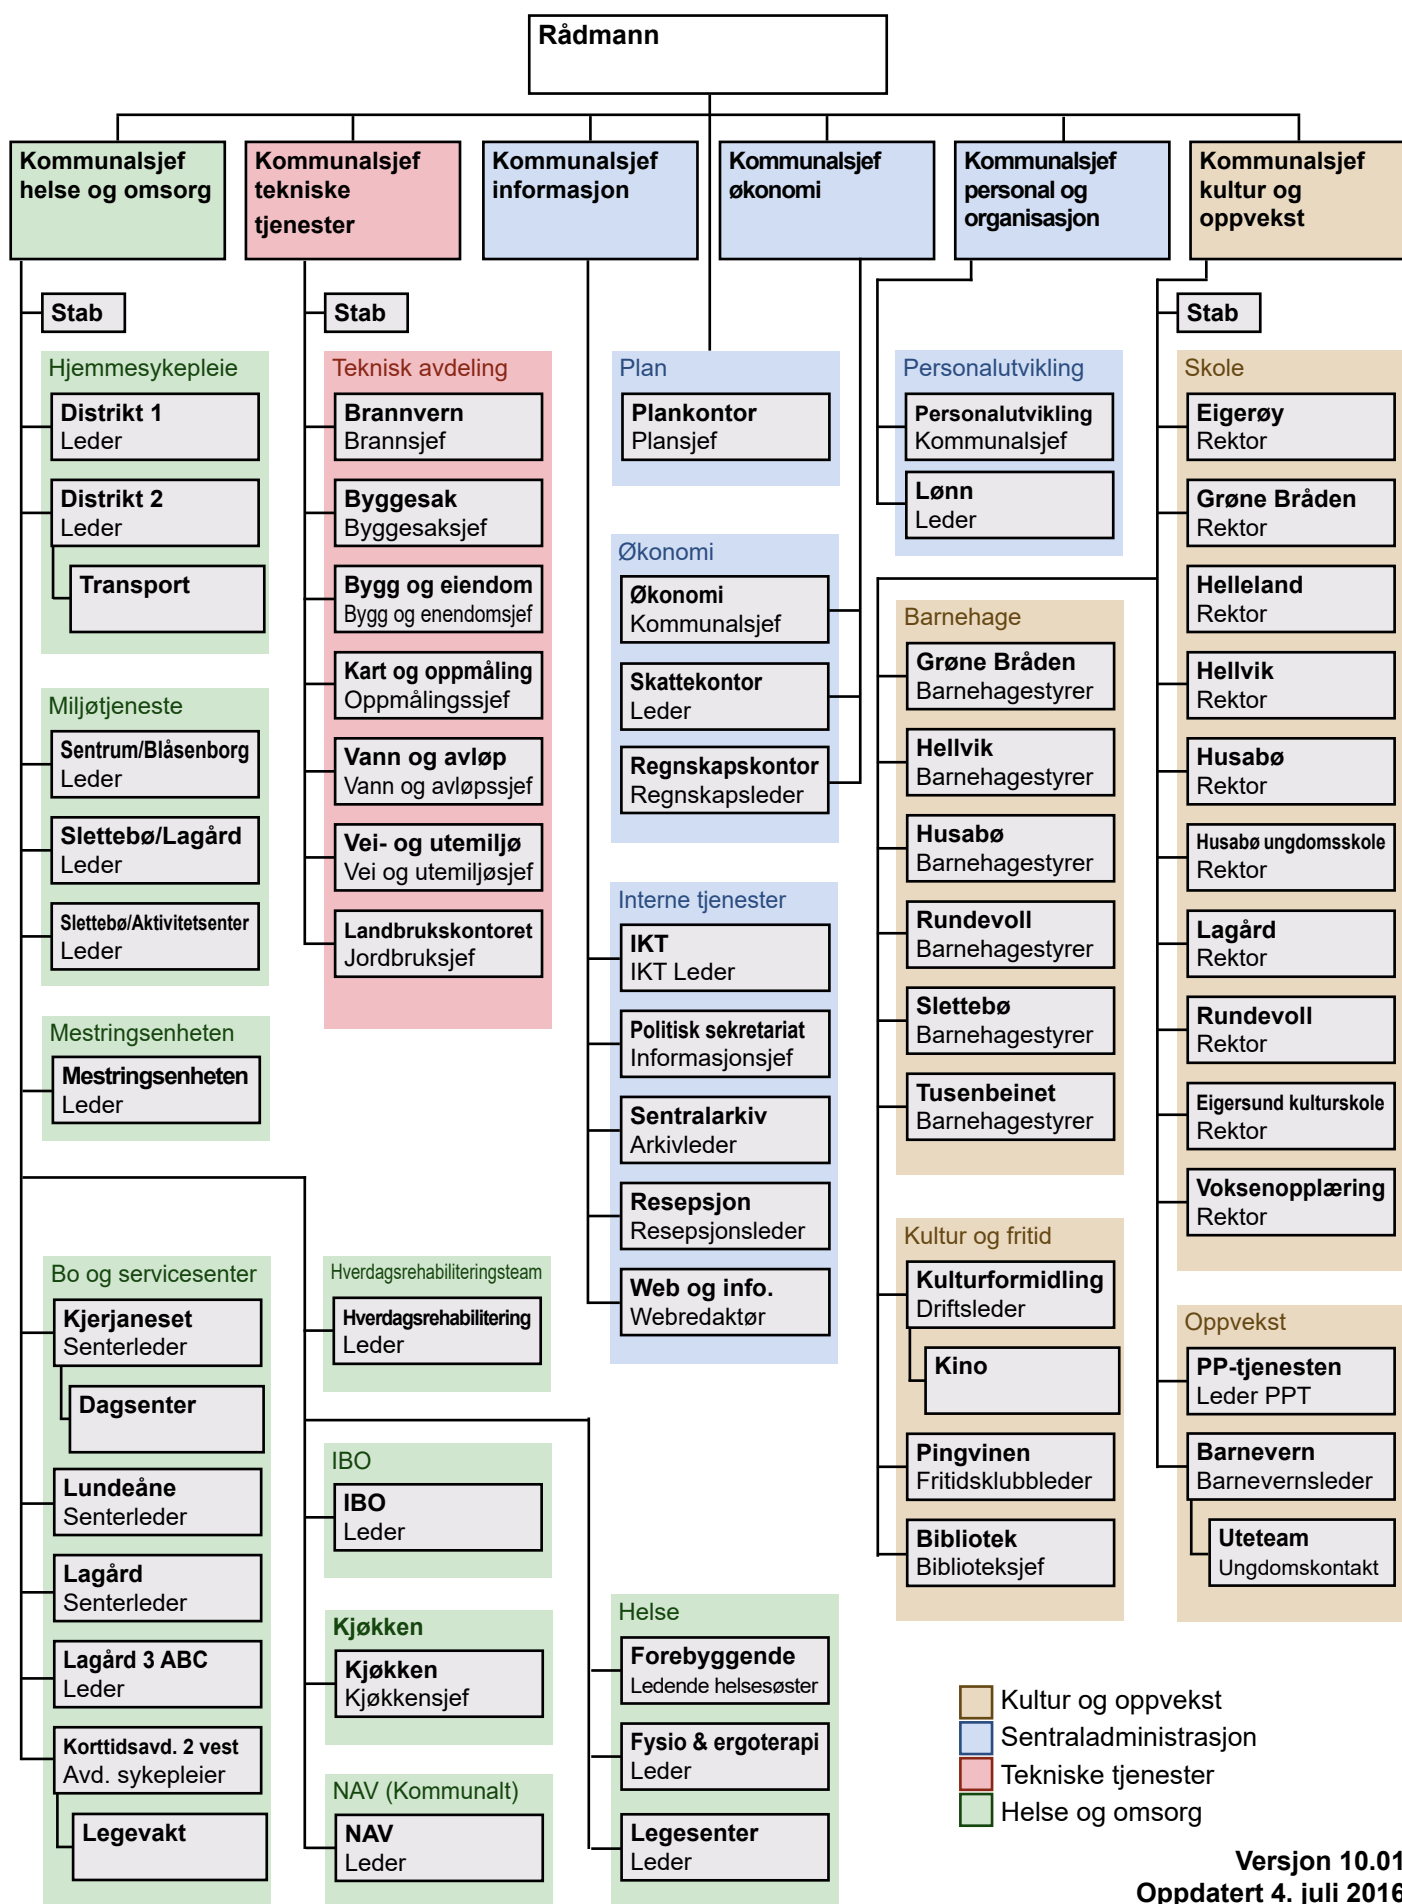 Rådmann
Kommunalsjef
helse og omsorg
Kommunalsjef
tekniske
tjenester
Kommunalsjef
informasjon
Kommunalsjef
økonomi
Kommunalsjef
personal og
organisasjon
Kommunalsjef
kultur og
oppvekst
Stab
Hjemmesykepleie
Distrikt 1
Leder
Distrikt 2
Leder
Transport
Miljøtjeneste
Sentrum/Blåsenborg
Leder
Slettebø/Lagård
Leder
Slettebø/Aktivitetsenter
Leder
Mestringsenheten
Mestringsenheten
Leder
Bo og servicesenter
Kjerjaneset
Senterleder
Dagsenter
Lundeåne
Senterleder
Lagård
Senterleder
Lagård 3 ABC
Leder
Korttidsavd. 2 vest
Avd. sykepleier
Legevakt
Stab
Teknisk avdeling
Brannvern
Brannsjef
Byggesak
Byggesaksjef
Bygg og eiendom
Bygg og enendomsjef
Kart og oppmåling
Oppmålingssjef
Vann og avløp
Vann og avløpssjef
Vei- og utemiljø
Vei og utemiljøsjef
Landbrukskontoret
Jordbruksjef
Hverdagsrehabiliteringsteam
Hverdagsrehabilitering
Leder
IBO
IBO
Leder
Kjøkken
Kjøkken
Kjøkkensjef
NAV (Kommunalt)
NAV
Leder
Plan
Plankontor
Plansjef
Økonomi
Økonomi
Kommunalsjef
Skattekontor
Leder
Regnskapskontor
Regnskapsleder
Interne tjenester
IKT
IKT Leder
Politisk sekretariat
Informasjonsjef
Sentralarkiv
Arkivleder
Resepsjon
Resepsjonsleder
Web og info.
Webredaktør
Helse
Forebyggende
Ledende helsesøster
Fysio & ergoterapi
Leder
Legesenter
Leder
Personalutvikling
Personalutvikling
Kommunalsjef
Lønn
Leder
Barnehage
Grøne Bråden
Barnehagestyrer
Hellvik
Barnehagestyrer
Husabø
Barnehagestyrer
Rundevoll
Barnehagestyrer
Slettebø
Barnehagestyrer
Tusenbeinet
Barnehagestyrer
Kultur og fritid
Kulturformidling
Driftsleder
Kino
Pingvinen
Fritidsklubbleder
Bibliotek
Biblioteksjef
Stab
Skole
Eigerøy
Rektor
Grøne Bråden
Rektor
Helleland
Rektor
Hellvik
Rektor
Husabø
Rektor
Husabø ungdomsskole
Rektor
Lagård
Rektor
Rundevoll
Rektor
Eigersund kulturskole
Rektor
Voksenopplæring
Rektor
Oppvekst
PP-tjenesten
Leder PPT
Barnevern
Barnevernsleder
Uteteam
Ungdomskontakt
Kultur og oppvekst
Sentraladministrasjon
Tekniske tjenester
Helse og omsorg
Versjon 10.01
Oppdatert 4. juli 2016